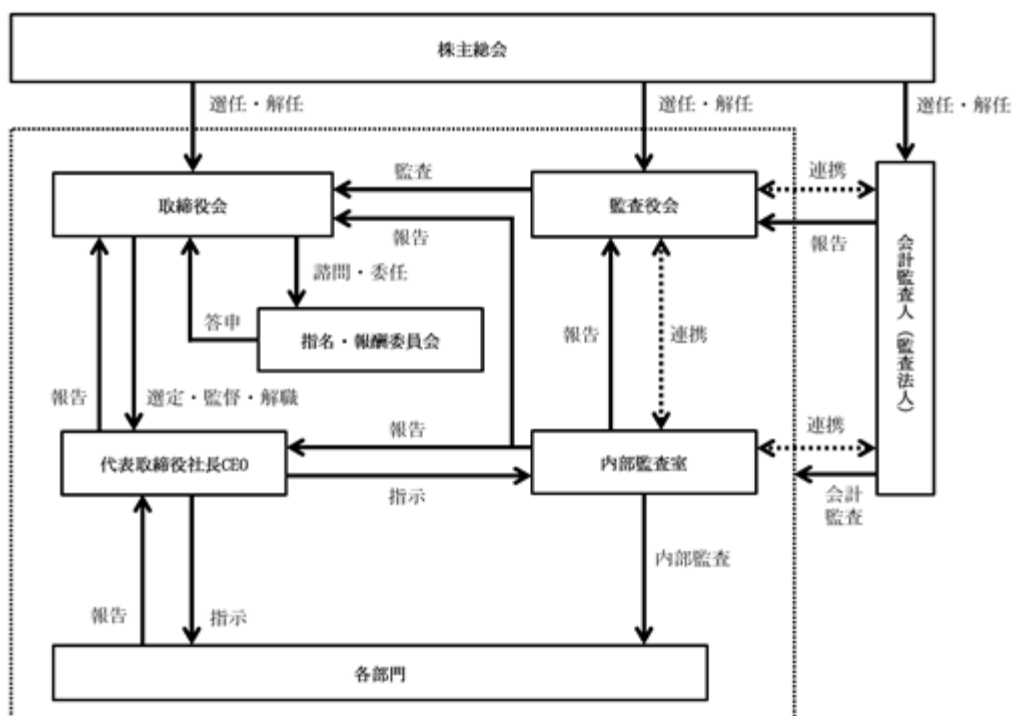 株主総会
選任・解任
選任・解任
選任・解任
取締役会
監査
監査役会
連携
報告
報告
会計監査人（監査法人）
諮問・委任
答申
指名・報酬委員会
報告
連携
報告
選定・監督・解職
連携
報告
代表取締役社長CEO
内部監査室
指示
会計
監査
内部監査
報告
指示
各部門